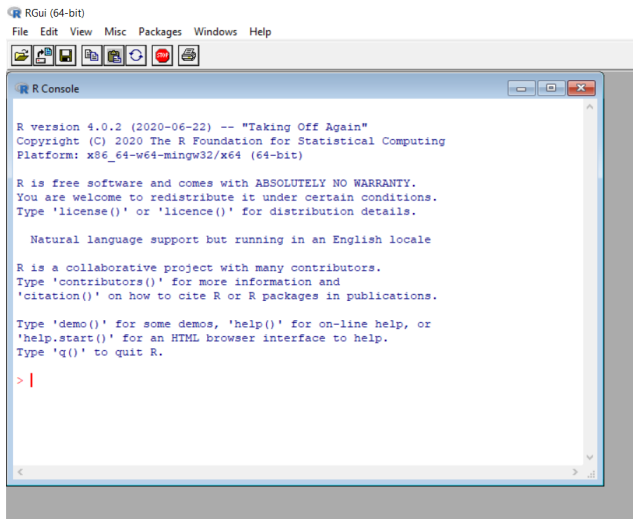 RGui (64-bit)
File Edit View Misc Packages Windows Help
STOP
R Console
R version 4.0.2 (2020-06-22) -- "Taking Off Again"
Copyright (C) 2020 The R Foundation for Statistical Computing
Platform: x86_64-w64-mingw32/x64 (64-bit)
R is free software and comes with ABSOLUTELY NO WARRANTY.
You are welcome to redistribute it under certain conditions.
Type 'license()' or 'licence()' for distribution details.
Natural language support but running in an English locale
R is a collaborative project with many contributors.
Type 'contributors()' for more information and
'citation()' on how to cite R or R packages in publications.
Type 'demo()' for some demos, 'help()' for on-line help, or
'help.start()' for an HTML browser interface to help.
Type 'q()' to quit R.
>